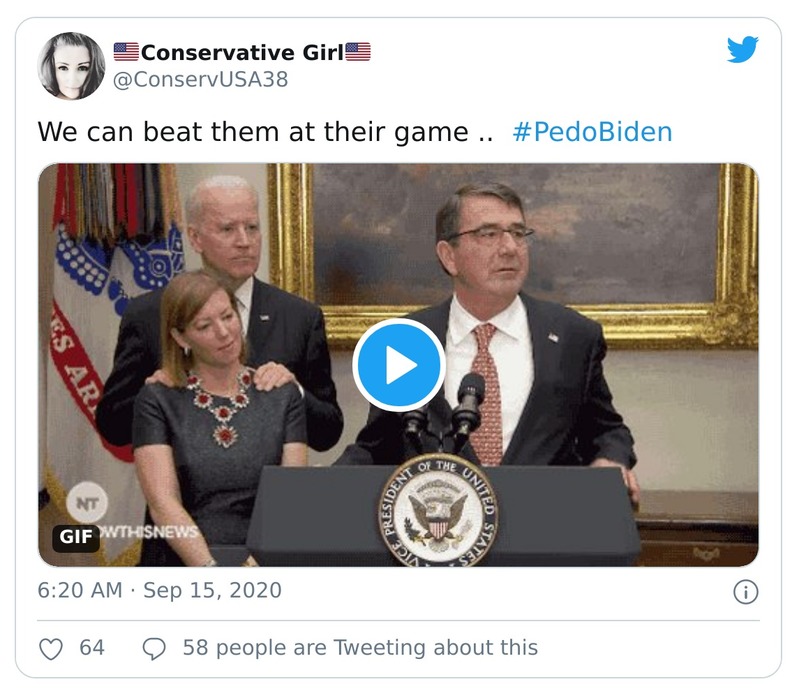 🇺🇸Conservative Girl🇺🇸
@ConservUSA38
We can beat them at their game .. #PedoBiden
ES AR
NT
GIF
WTHISNEWS
VICE PRESIDENT OF THE UNITED STATES
6:20 AM · Sep 15, 2020
64
58 people are Tweeting about this